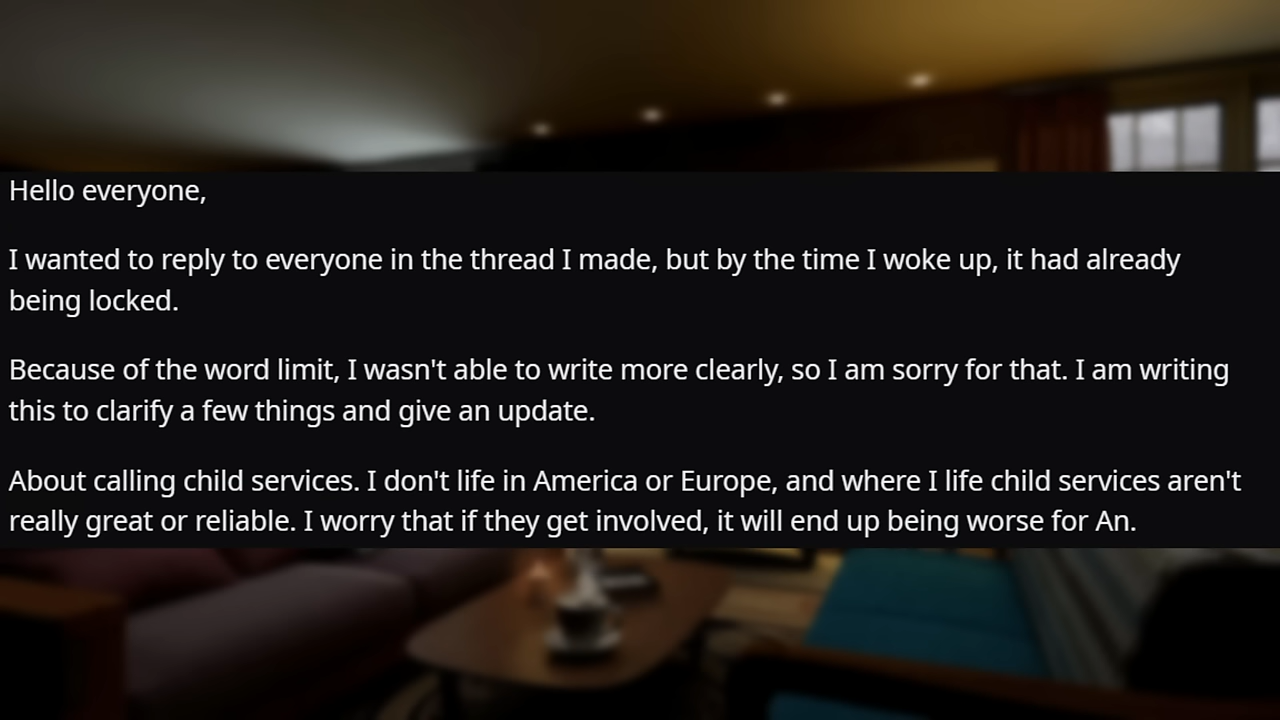 Hello everyone,
I wanted to reply to everyone in the thread I made, but by the time I woke up, it had already
being locked.
Because of the word limit, I wasn't able to write more clearly, so I am sorry for that. I am writing
this to clarify a few things and give an update.
About calling child services. I don't life in America or Europe, and where I life child services aren't
really great or reliable. I worry that if they get involved, it will end up being worse for An.